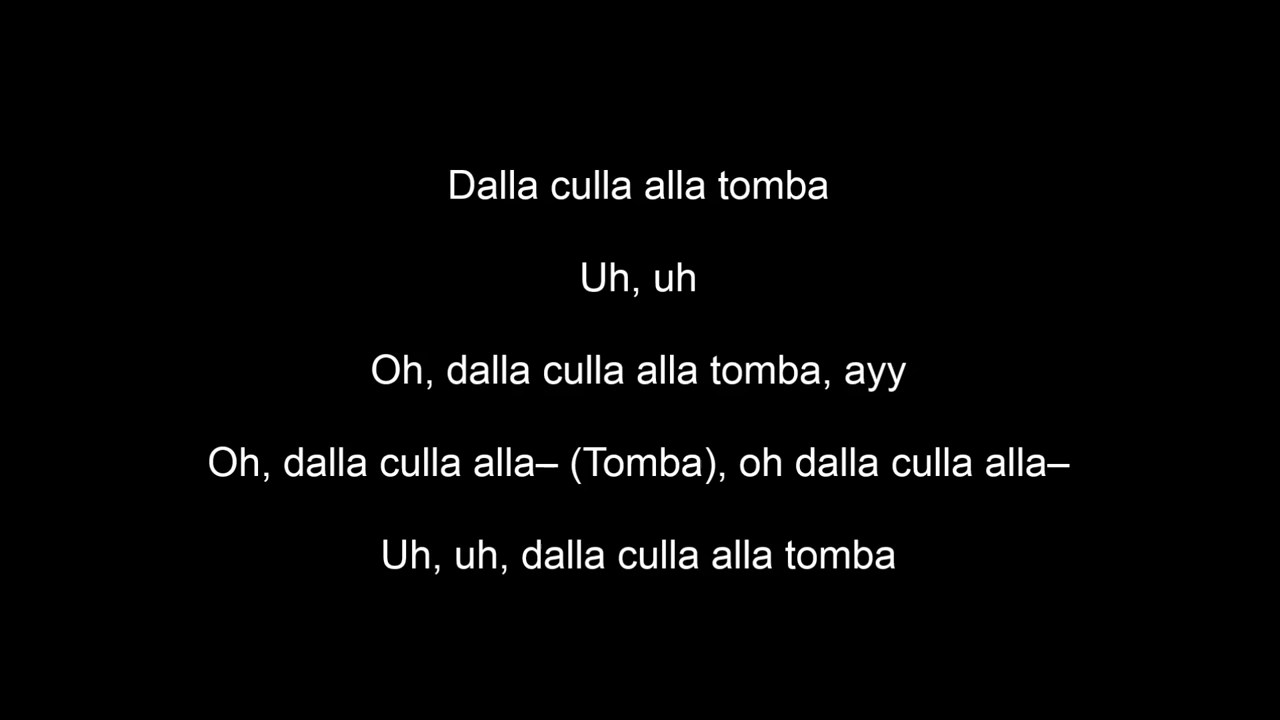 Dalla culla alla tomba
Uh, uh
Oh, dalla culla alla tomba, ayy
Oh, dalla culla alla– (Tomba), oh dalla culla alla–
Uh, uh, dalla culla alla tomba